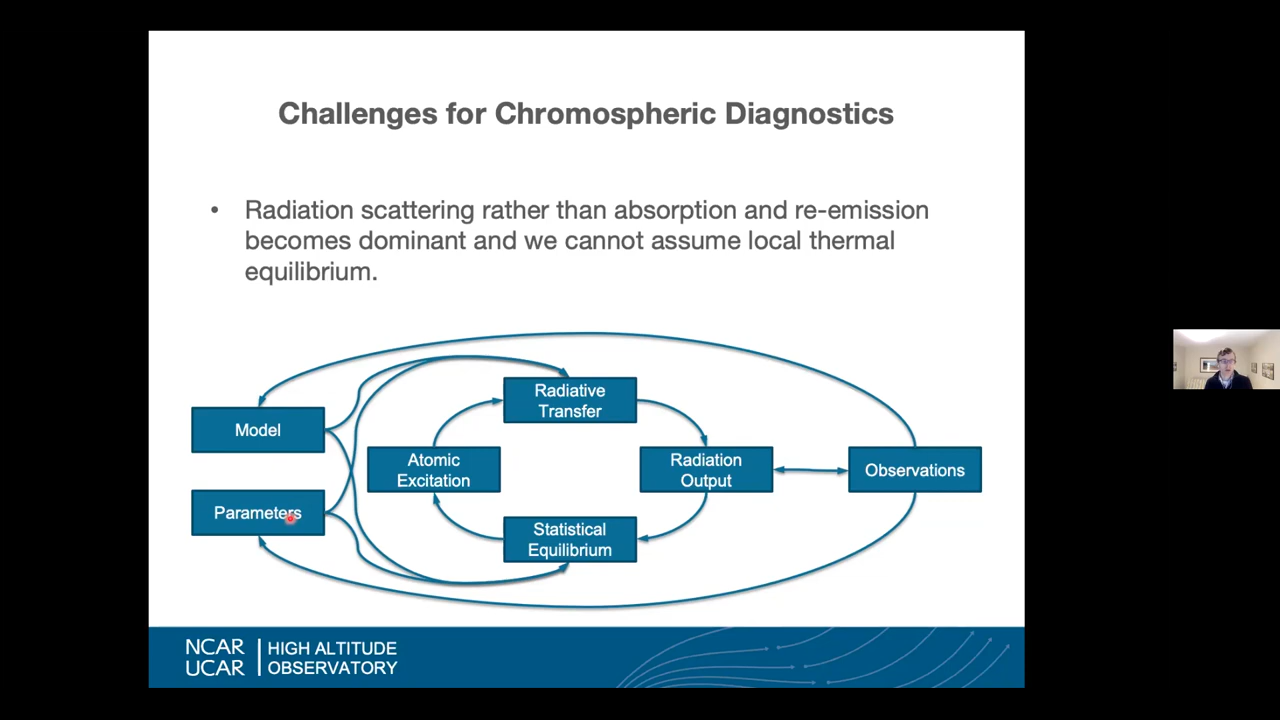 Challenges for Chromospheric Diagnostics
• Radiation scattering rather than absorption and re-emission
becomes dominant and we cannot assume local thermal
equilibrium.
Radiative
Transfer
Model
Atomic
Excitation
Radiation
Output
Observations
Parameters
Statistical
Equilibrium
NCAR
UCAR
HIGH ALTITUDE
OBSERVATORY